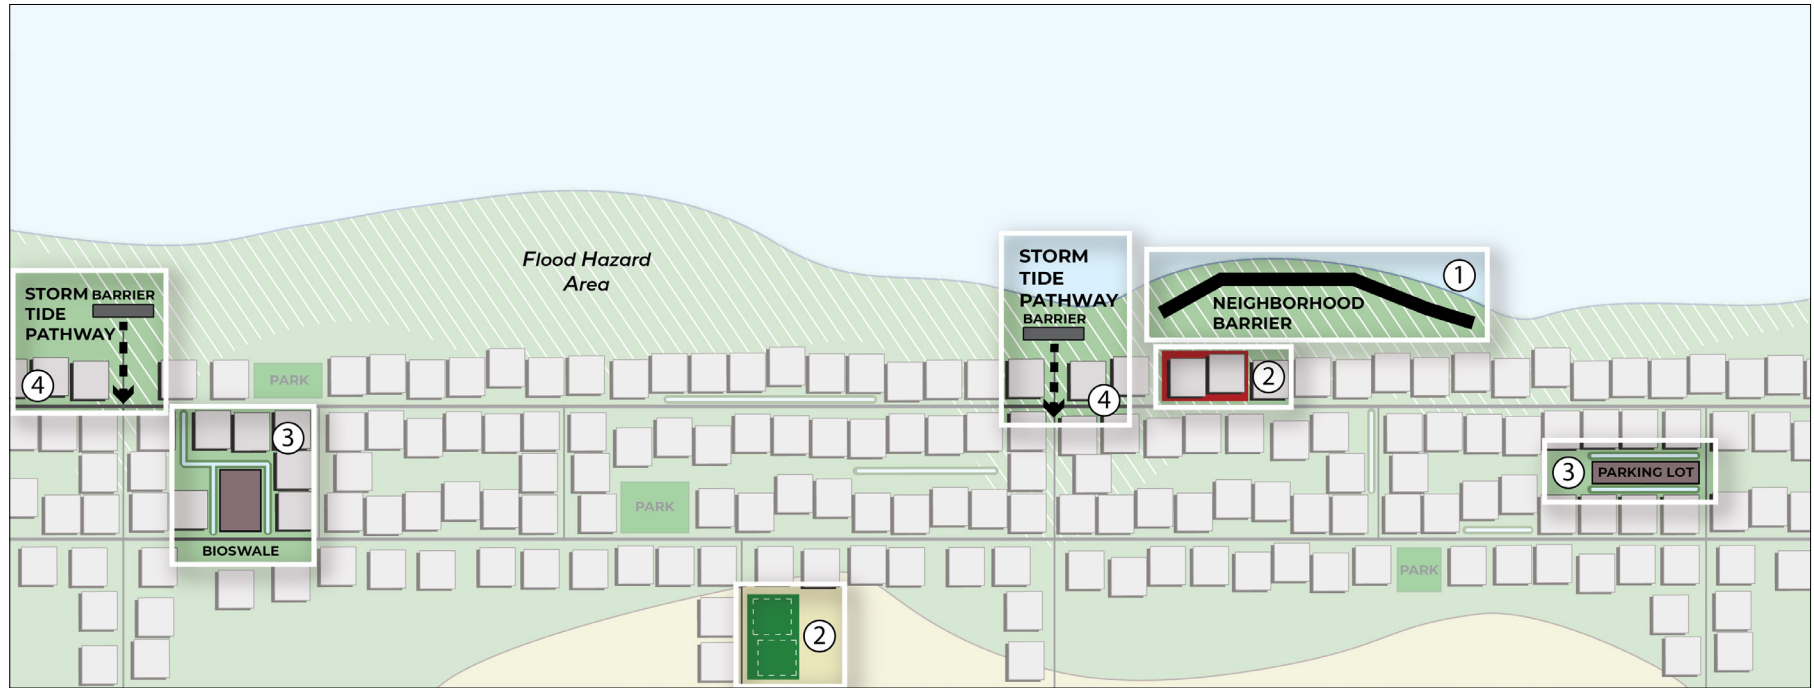 Flood Hazard
Area
STORM
TIDE
PATHWAY
BARRIER
4
PARK
3
BIOSWALE
PARK
2
STORM
TIDE
PATHWAY
BARRIER
4
1
NEIGHBORHOOD
BARRIER
2
3
PARKING LOT
PARK